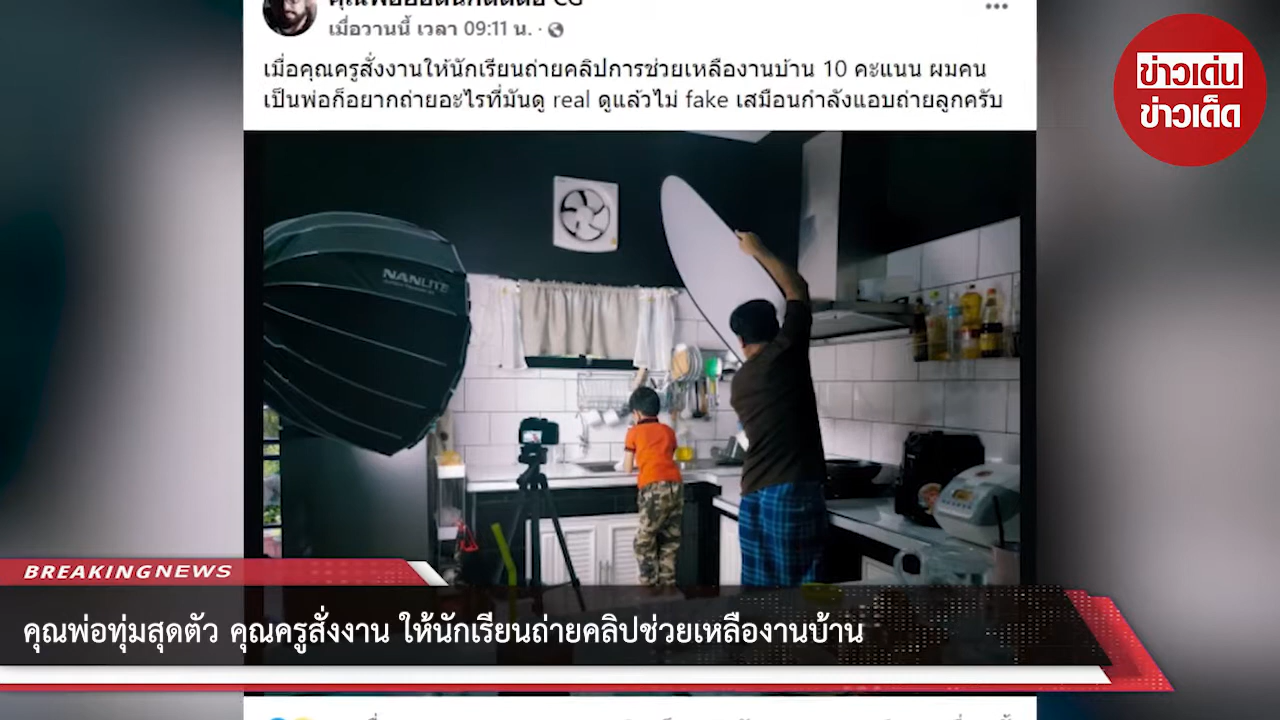 เมื่อวานนี้ เวลา 09:11 น. ·
เมื่อคุณครูสั่งงานให้นักเรียนถ่ายคลิปการช่วยเหลืองานบ้าน 10 คะแนน ผมคน
เป็นพ่อก็อยากถ่ายอะไรที่มันดู real ดูแล้วไม่ fake เสมือนกำลังแอบถ่ายลูกครับ
ข่าวเด่น
ข่าวเด็ด
NANLITE
BREAKING NEWS
คุณพ่อทุ่มสุดตัว คุณครูสั่งงาน ให้นักเรียนถ่ายคลิปช่วยเหลืองานบ้าน